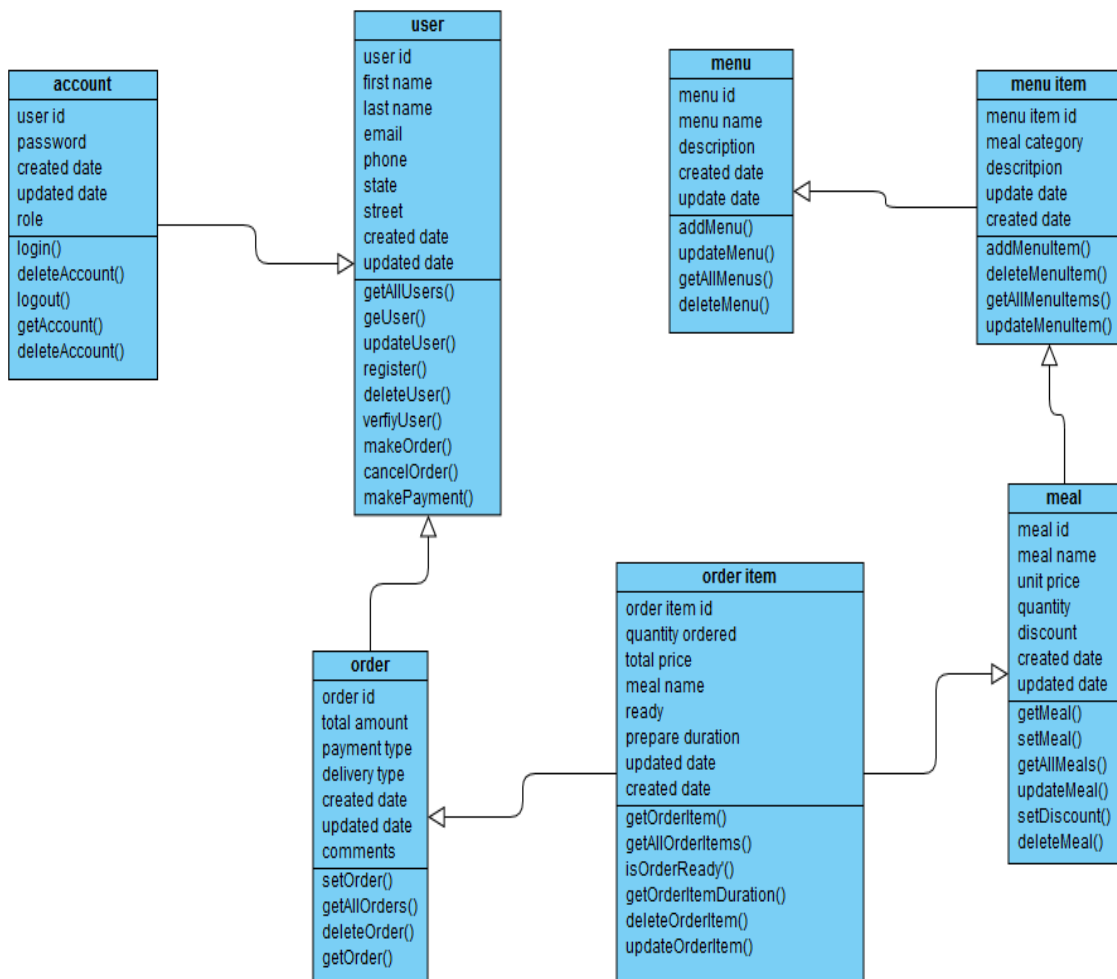 account
user id
password
created date
updated date
role
login()
deleteAccount()
logout()
getAccount()
deleteAccount()
user
user id
first name
last name
email
phone
state
street
created date
updated date
getAllUsers()
geUser()
updateUser()
register()
deleteUser()
verfiyUser()
makeOrder()
cancelOrder()
makePayment()
menu
menu id
menu name
description
created date
update date
addMenu()
updateMenu()
getAllMenus()
deleteMenu()
menu item
menu item id
meal category
descritpion
update date
created date
addMenuItem()
deleteMenuItem()
getAllMenuItems()
updateMenuItem()
order
order id
total amount
payment type
delivery type
created date
updated date
comments
setOrder()
getAllOrders()
deleteOrder()
getOrder()
order item
order item id
quantity ordered
total price
meal name
ready
prepare duration
updated date
created date
getOrderItem()
getAllOrderItems()
isOrderReady'()
getOrderItemDuration()
deleteOrderItem()
updateOrderItem()
meal
meal id
meal name
unit price
quantity
discount
created date
updated date
getMeal()
setMeal()
getAllMeals()
updateMeal()
setDiscount()
deleteMeal()